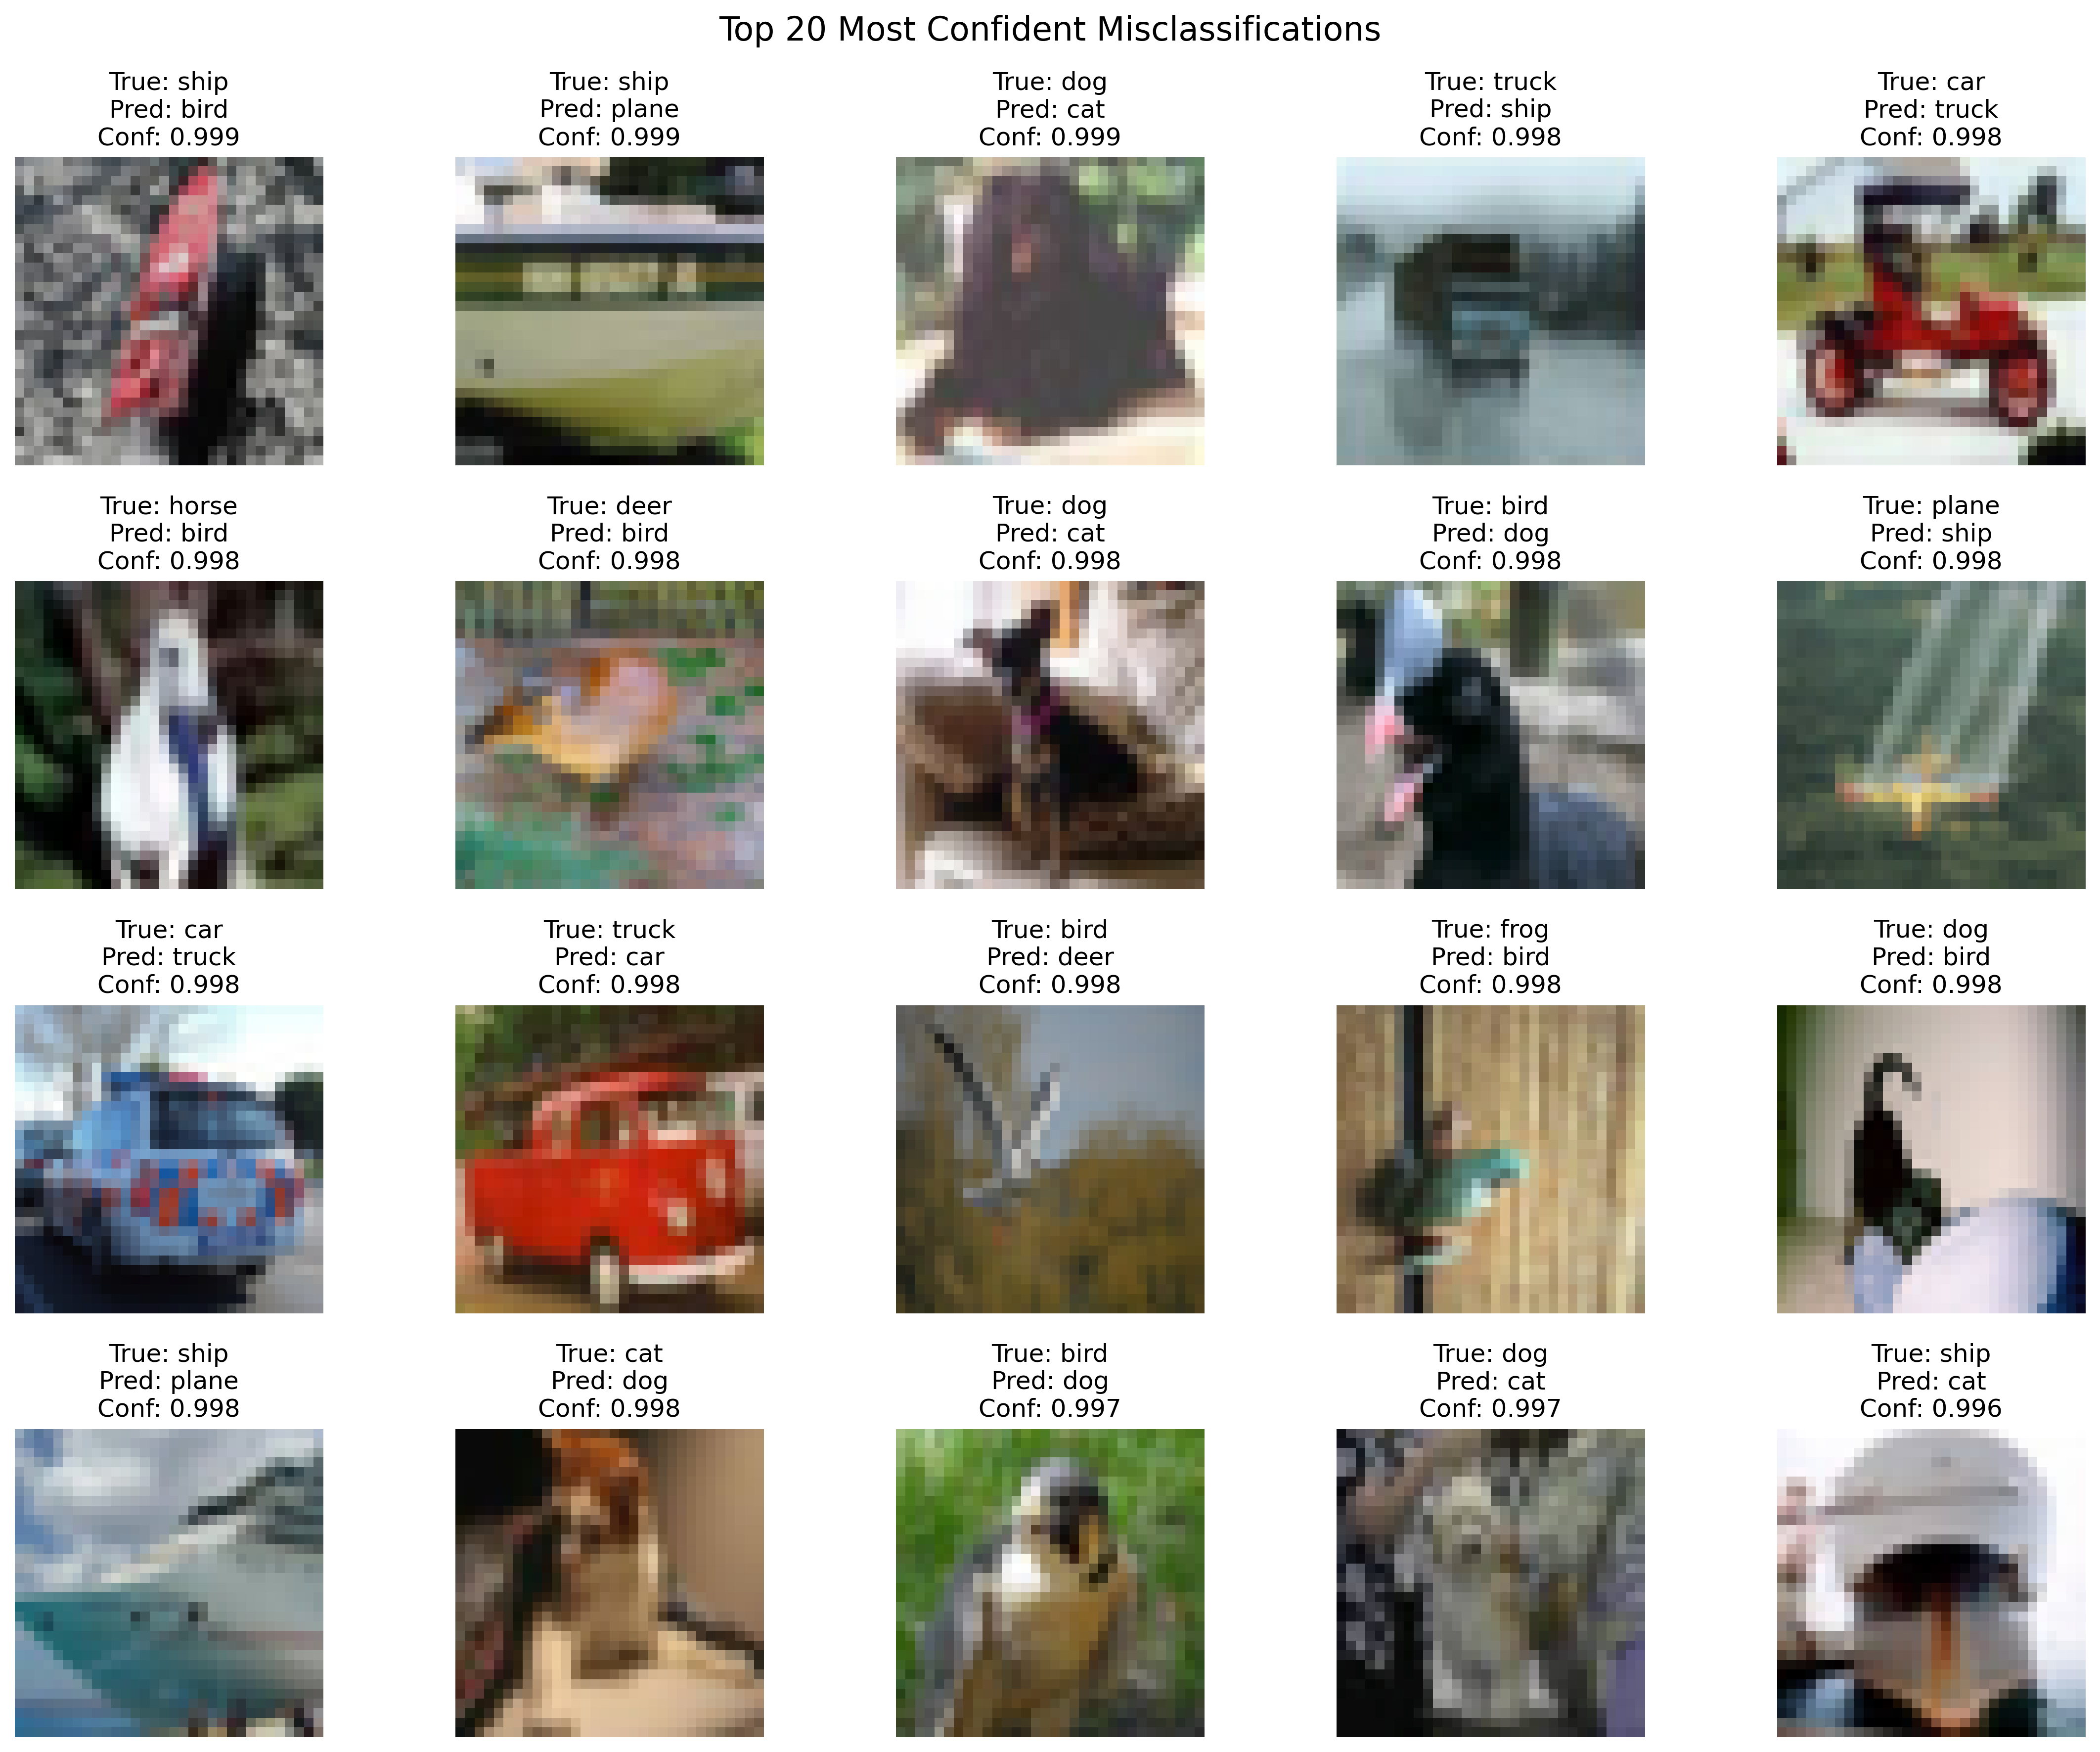 Top 20 Most Confident Misclassifications
True: ship
Pred: bird
Conf: 0.999
True: ship
Pred: plane
Conf: 0.999
True: dog
Pred: cat
Conf: 0.999
True: truck
Pred: ship
Conf: 0.998
True: car
Pred: truck
Conf: 0.998
True: horse
Pred: bird
Conf: 0.998
True: deer
Pred: bird
Conf: 0.998
True: dog
Pred: cat
Conf: 0.998
True: bird
Pred: dog
Conf: 0.998
True: plane
Pred: ship
Conf: 0.998
True: car
Pred: truck
Conf: 0.998
True: truck
Pred: car
Conf: 0.998
True: bird
Pred: deer
Conf: 0.998
True: frog
Pred: bird
Conf: 0.998
True: dog
Pred: bird
Conf: 0.998
True: ship
Pred: plane
Conf: 0.998
True: cat
Pred: dog
Conf: 0.998
True: bird
Pred: dog
Conf: 0.997
True: dog
Pred: cat
Conf: 0.997
True: ship
Pred: cat
Conf: 0.996